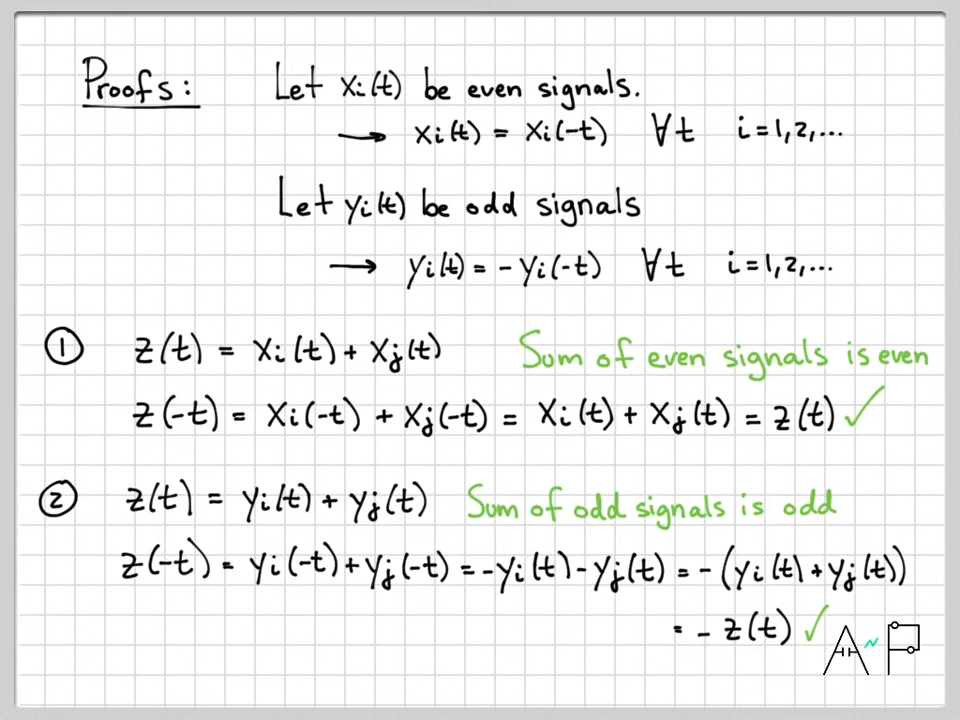 Proofs: Let xi(t) be even signals.
→ xi(t) = xi(-t) ∀t i=1,2,...
Let yi(t) be odd signals
→ yi(t) = -yi(-t) ∀t i=1,2,...
① z(t) = xi(t) + xj(t) Sum of even signals is even
z(-t) = xi(-t) + xj(-t) = xi(t) + xj(t) = z(t) ✓
② z(t) = yi(t) + yj(t) Sum of odd signals is odd
z(-t) = yi(-t) + yj(-t) = -yi(t) - yj(t) = -(yi(t) + yj(t))
= - z(t) ✓
A~P